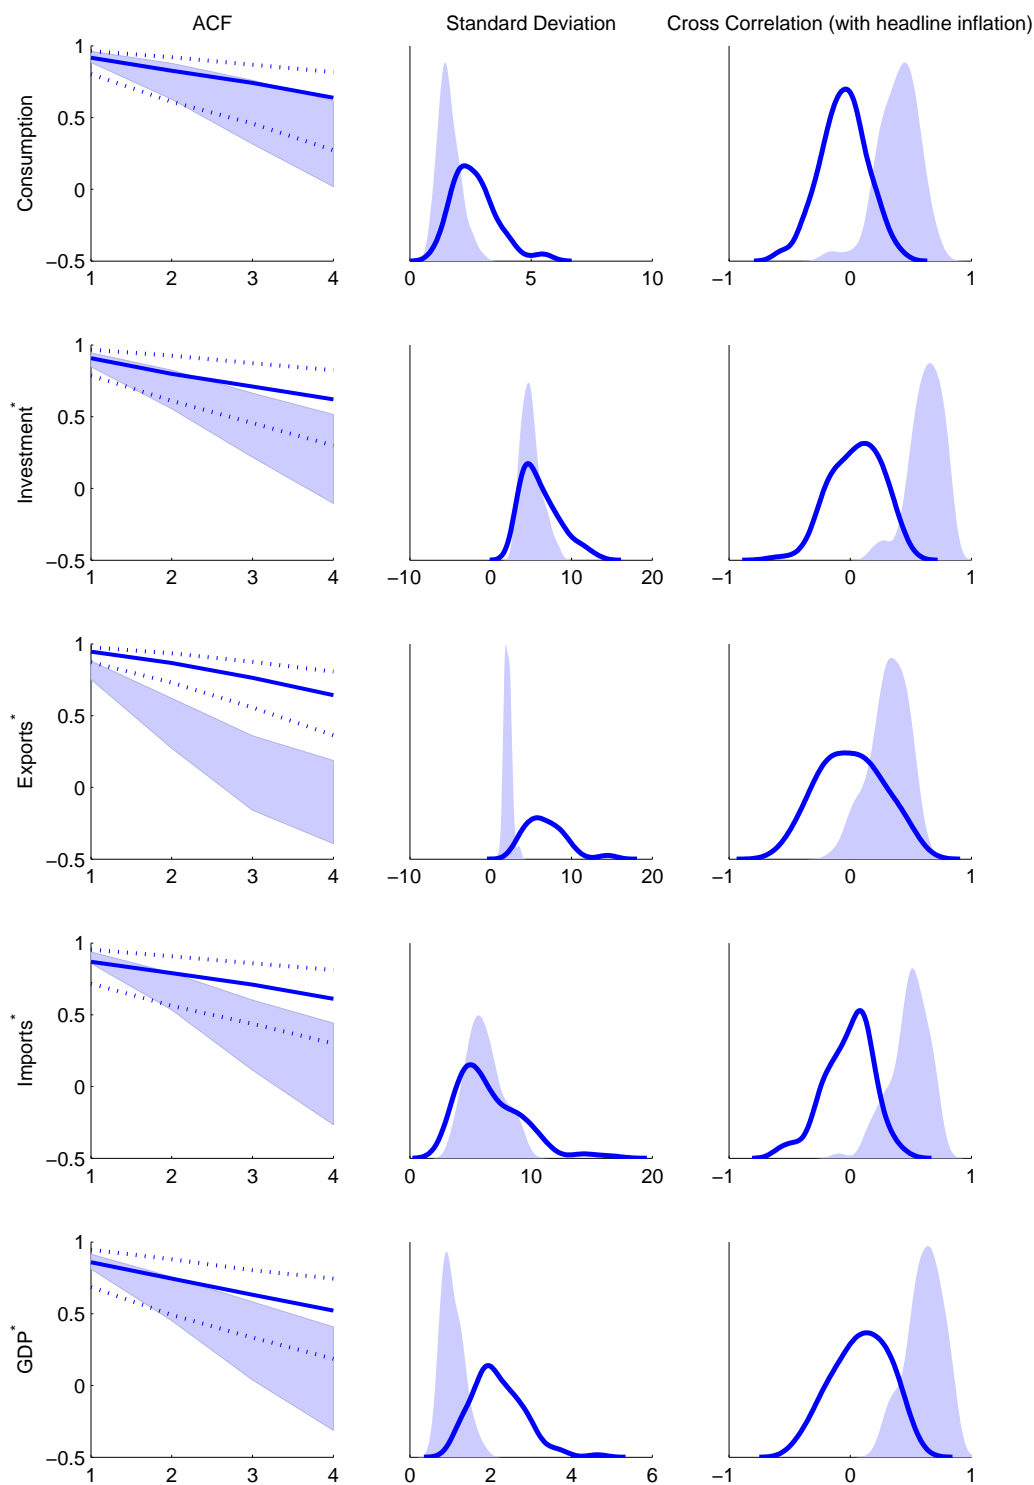 ACF Standard Deviation Cross Correlation (with headline inflation)
Consumption
1
0.5
0
−0.5
1 2 3 4
0 5 10
−1 0 1
Investment*
1
0.5
0
−0.5
1 2 3 4
−10 0 10 20
−1 0 1
Exports*
1
0.5
0
−0.5
1 2 3 4
−10 0 10 20
−1 0 1
Imports*
1
0.5
0
−0.5
1 2 3 4
0 10 20
−1 0 1
GDP*
1
0.5
0
−0.5
1 2 3 4
0 2 4 6
−1 0 1